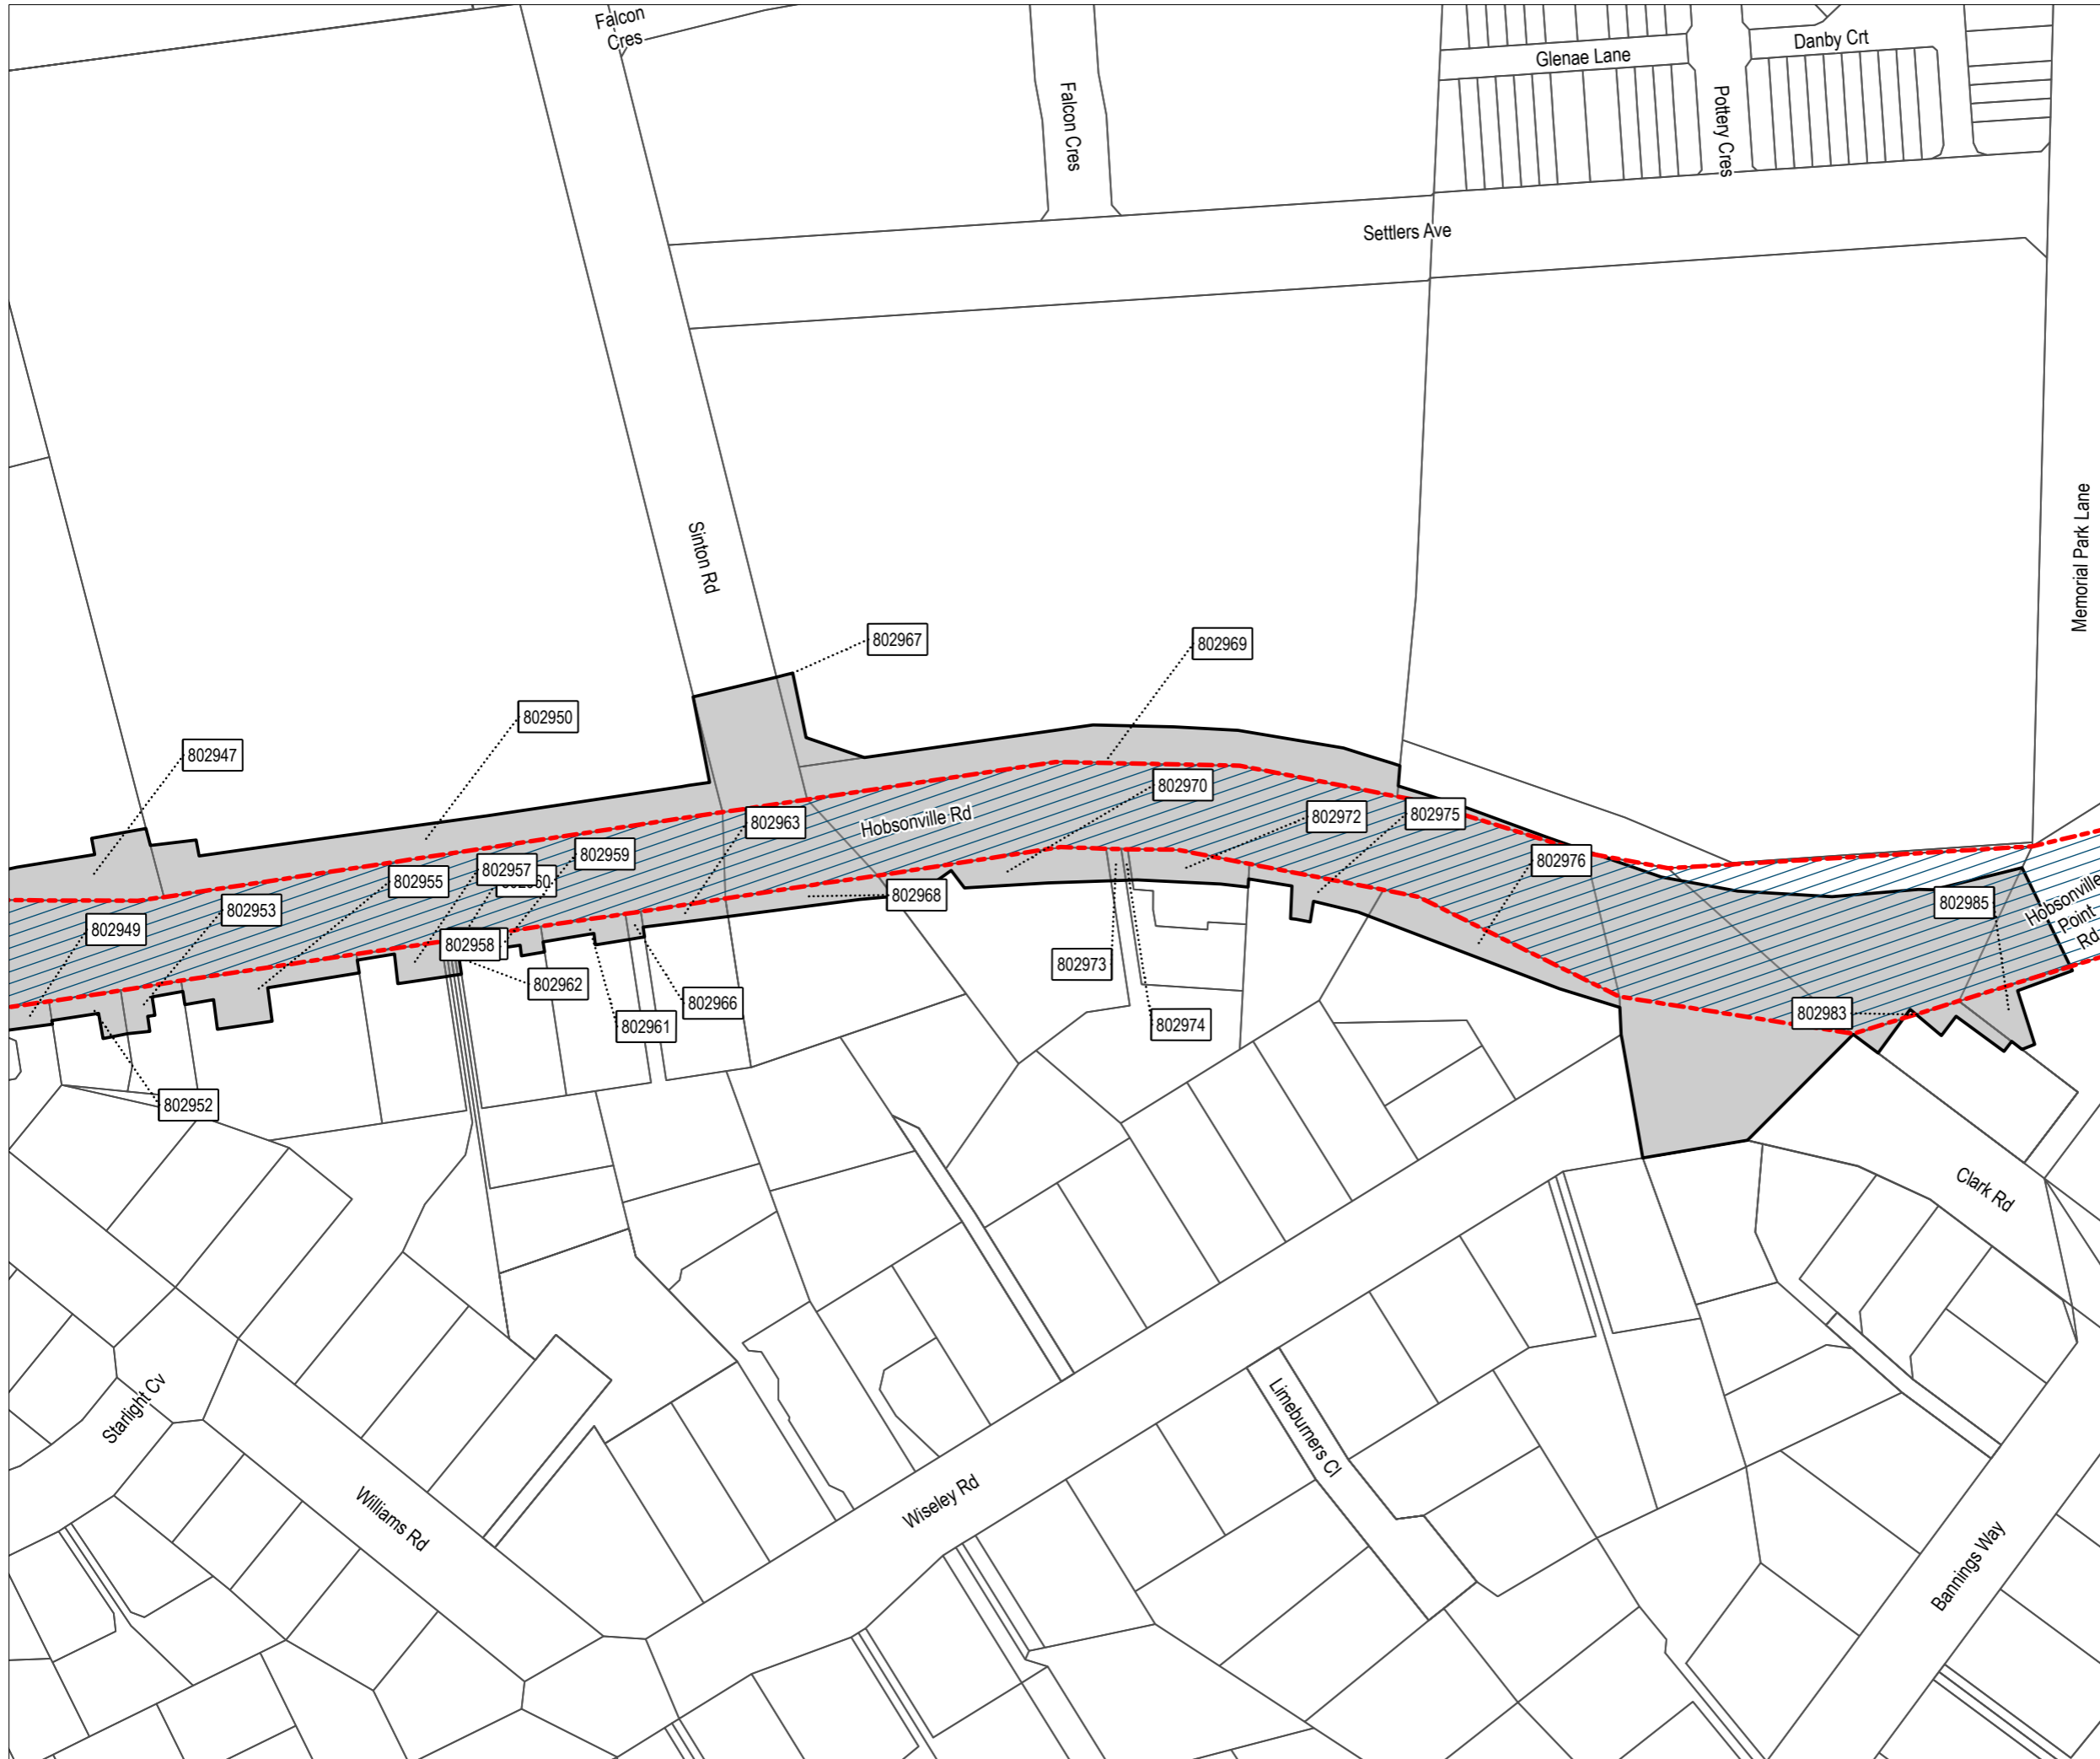 Falcon
Cres
Glenae Lane
Danby Crt
Falcon Cres
Pottery Cres
Settlers Ave
Sinton Rd
Memorial Park Lane
802967
802969
802950
802947
802970
802963
802972
802975
Hobsonville Rd
802959
802976
802957
802960
802955
802968
802985
Hobsonville
Point
Rd
802953
802949
802958
802973
802962
802966
802961
802974
802983
802952
Clark Rd
Starlight Cv
Limeburners Cl
Williams Rd
Wiseley Rd
Bannings Way